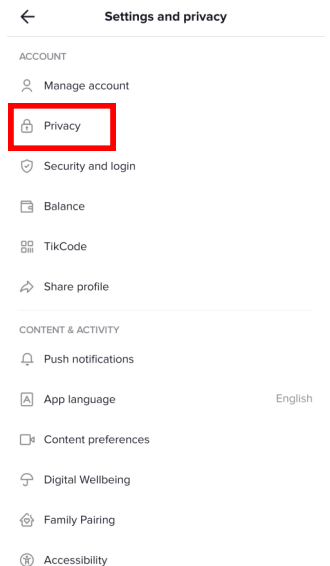 Settings and privacy
ACCOUNT
Manage account
Privacy
Security and login
Balance
TikCode
Share profile
CONTENT & ACTIVITY
Push notifications
App language English
Content preferences
Digital Wellbeing
Family Pairing
Accessibility